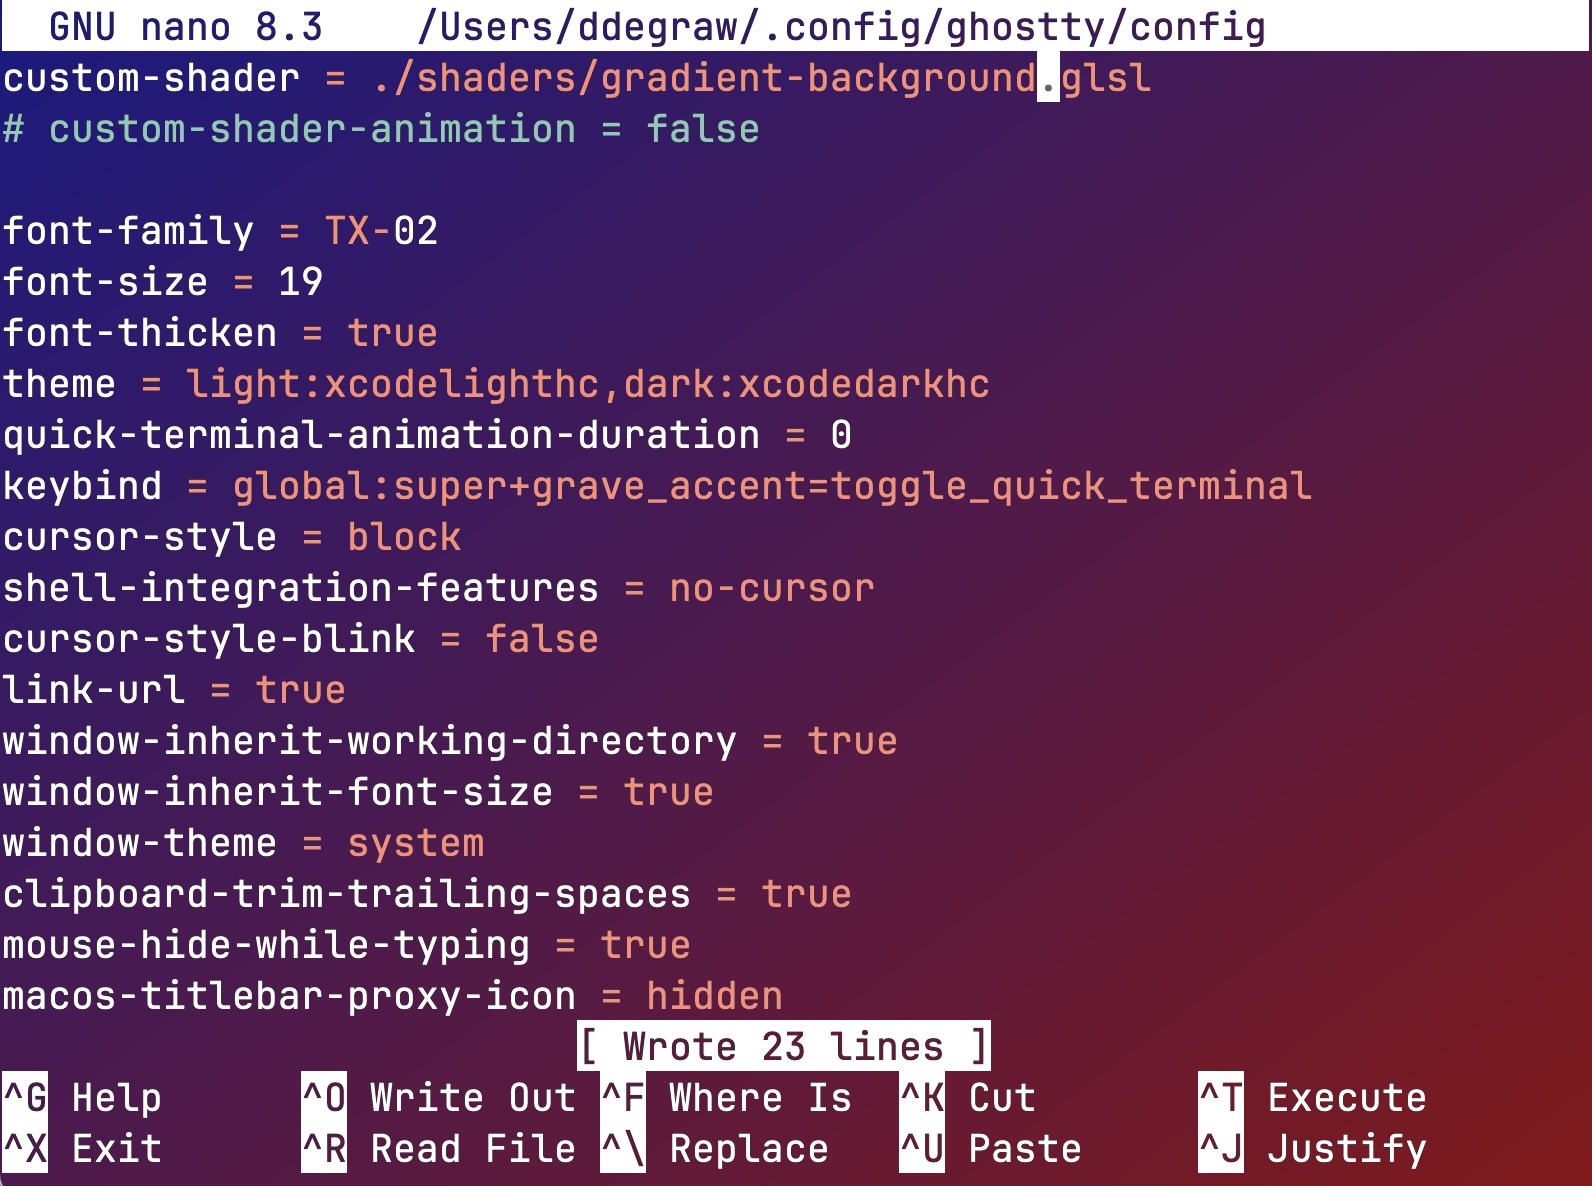 GNU nano 8.3    /Users/ddegraw/.config/ghostty/config
custom-shader = ./shaders/gradient-background.glsl
# custom-shader-animation = false

font-family = TX-02
font-size = 19
font-thicken = true
theme = light:xcodelighthc,dark:xcodedarkhc
quick-terminal-animation-duration = 0
keybind = global:super+grave_accent=toggle_quick_terminal
cursor-style = block
shell-integration-features = no-cursor
cursor-style-blink = false
link-url = true
window-inherit-working-directory = true
window-inherit-font-size = true
window-theme = system
clipboard-trim-trailing-spaces = true
mouse-hide-while-typing = true
macos-titlebar-proxy-icon = hidden
[ Wrote 23 lines ]
^G Help ^O Write Out ^F Where Is ^K Cut ^T Execute
^X Exit ^R Read File ^\ Replace ^U Paste ^J Justify